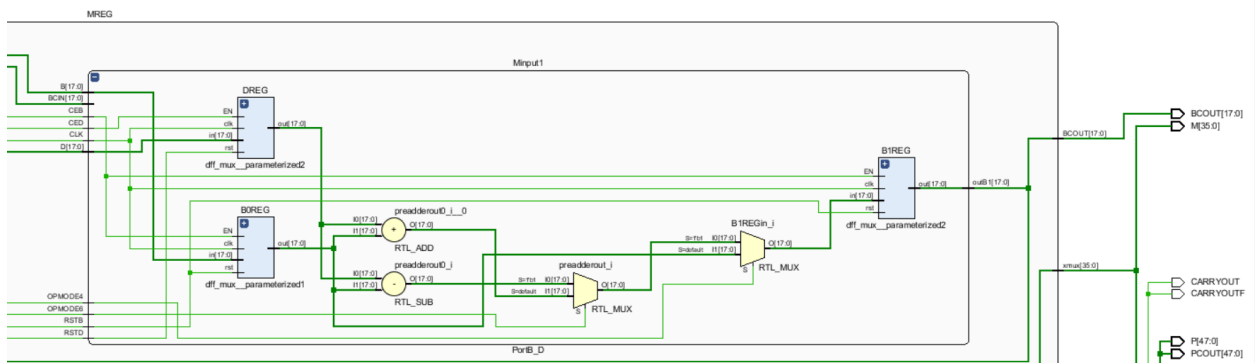 MREG
Minput1
B[17:0]
BCIN[17:0]
CEB
CED
CLK
D[17:0]
DREG
EN
clk
in[17:0]
rst
out[17:0]
dff_mux__parameterized2
B0REG
EN
clk
in[17:0]
rst
out[17:0]
dff_mux__parameterized1
preadderout0_i__0
I0[17:0]
I1[17:0]
+
O[17:0]
RTL_ADD
preadderout0_i
I0[17:0]
I1[17:0]
-
O[17:0]
RTL_SUB
preadderout_i
S=1'b1 I0[17:0]
S=default I1[17:0]
S
O[17:0]
RTL_MUX
B1REGin_i
S=1'b1 I0[17:0]
S=default I1[17:0]
S
O[17:0]
RTL_MUX
B1REG
EN
clk
in[17:0]
rst
out[17:0]
dff_mux__parameterized2
outB1[17:0]
OPMODE4
OPMODE6
RSTB
RSTD
PortB_D
BCOUT[17:0]
xmux[35:0]
BCOUT[17:0]
M[35:0]
CARRYOUT
CARRYOUTF
P[47:0]
PCOUT[47:0]